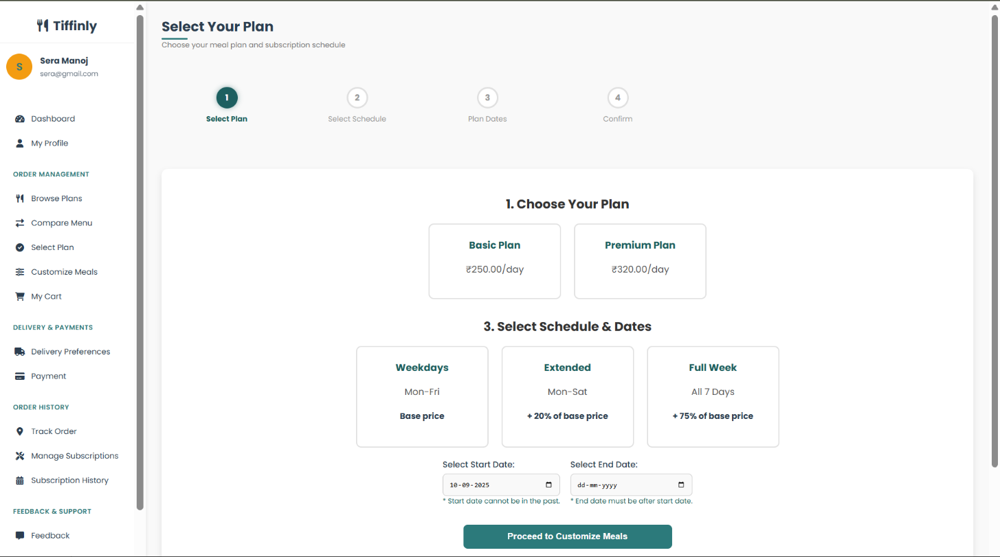 Tiffinly
S
Sera Manoj
sera@gmail.com
Dashboard
My Profile
ORDER MANAGEMENT
Browse Plans
Compare Menu
Select Plan
Customize Meals
My Cart
DELIVERY & PAYMENTS
Delivery Preferences
Payment
ORDER HISTORY
Track Order
Manage Subscriptions
Subscription History
FEEDBACK & SUPPORT
Feedback
Select Your Plan
Choose your meal plan and subscription schedule
1 2 3 4
Select Plan Select Schedule Plan Dates Confirm
1. Choose Your Plan
Basic Plan Premium Plan
₹250.00/day ₹320.00/day
3. Select Schedule & Dates
Weekdays Extended Full Week
Mon-Fri Mon-Sat All 7 Days
Base price + 20% of base price + 75% of base price
Select Start Date: Select End Date:
10-09-2025 dd-mm-yyyy
* Start date cannot be in the past. * End date must be after start date.
Proceed to Customize Meals